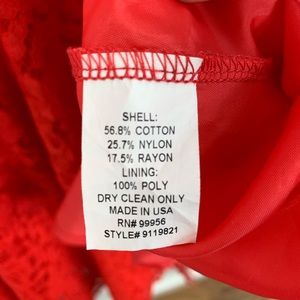 SHELL:
56.8% COTTON
25.7% NYLON
17.5% RAYON
LINING:
100% POLY
DRY CLEAN ONLY
MADE IN USA
RN# 99956
STYLE# 9119821